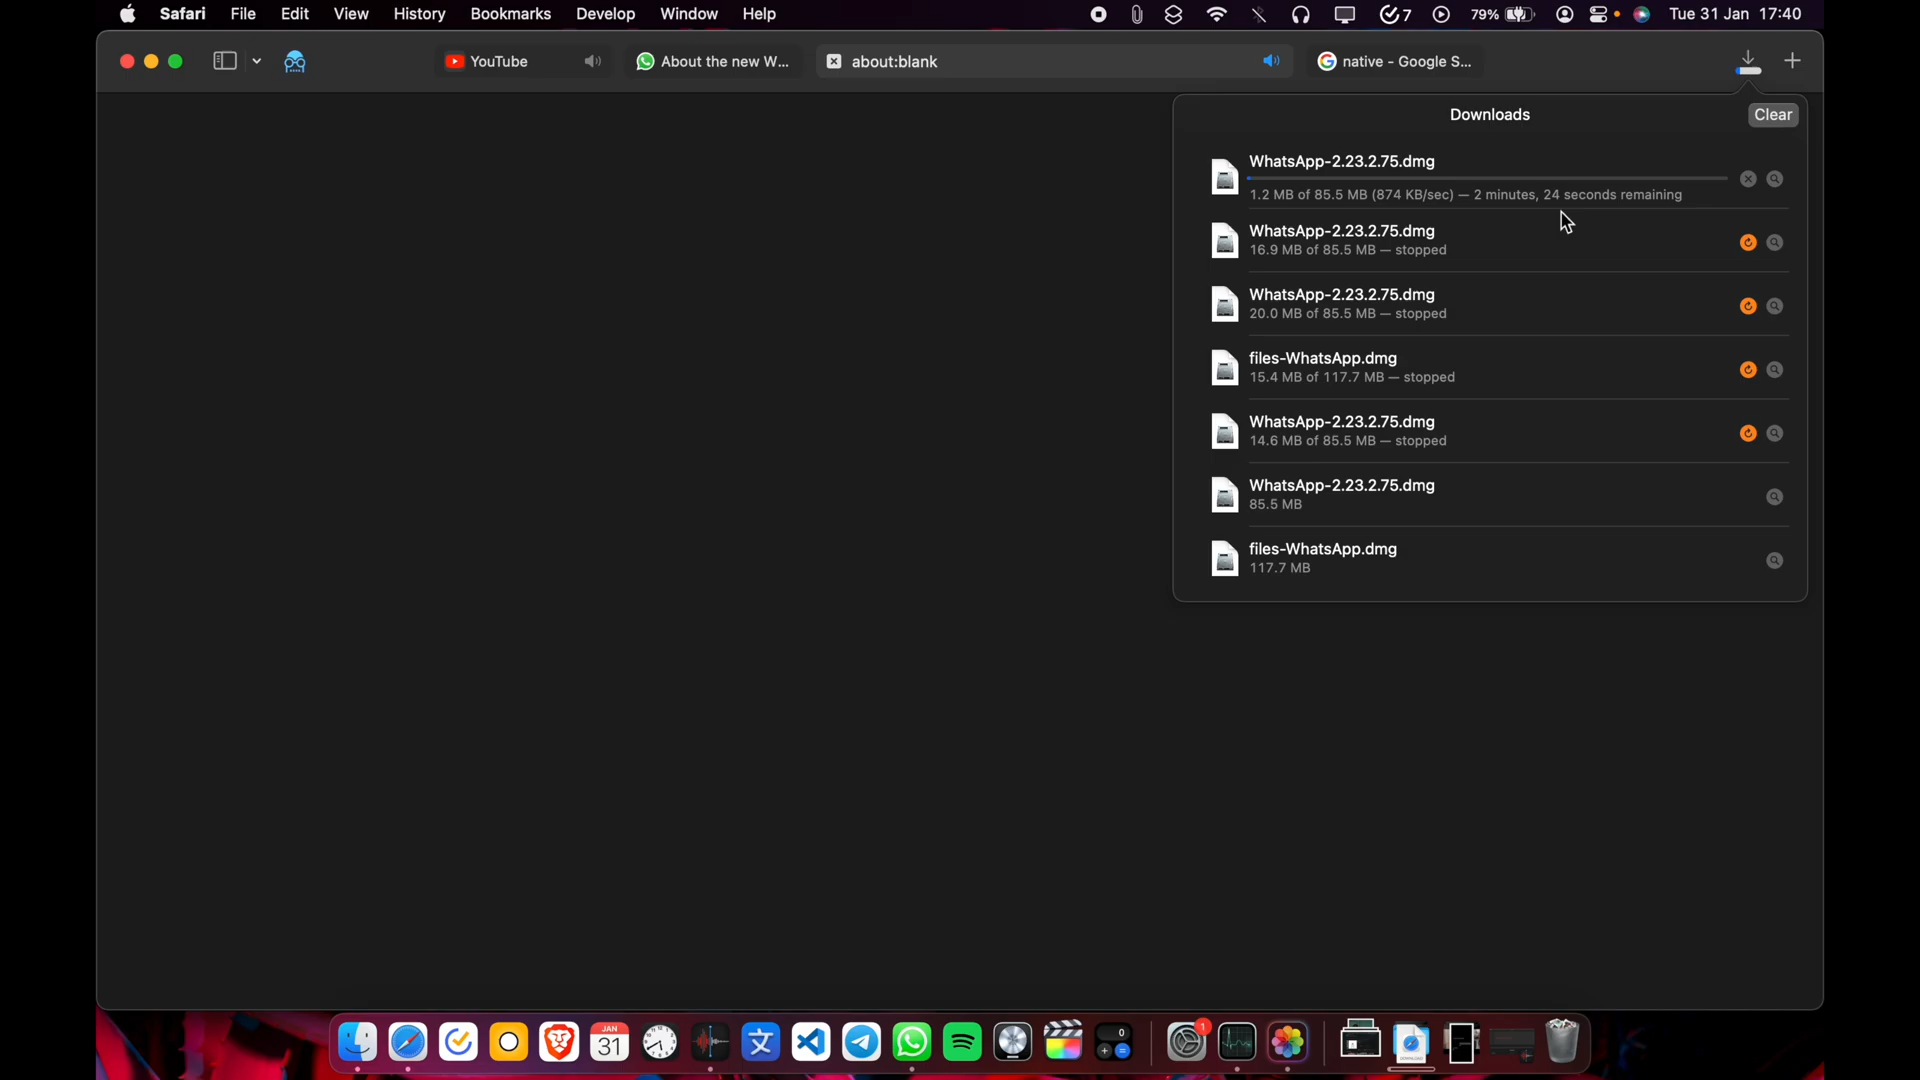 Safari File Edit View History Bookmarks Develop Window Help 7 79% Tue 31 Jan 17:40
YouTube About the new W... about:blank native - Google S...
Downloads Clear
WhatsApp-2.23.2.75.dmg
1.2 MB of 85.5 MB (874 KB/sec) — 2 minutes, 24 seconds remaining
WhatsApp-2.23.2.75.dmg
16.9 MB of 85.5 MB — stopped
WhatsApp-2.23.2.75.dmg
20.0 MB of 85.5 MB — stopped
files-WhatsApp.dmg
15.4 MB of 117.7 MB — stopped
WhatsApp-2.23.2.75.dmg
14.6 MB of 85.5 MB — stopped
WhatsApp-2.23.2.75.dmg
85.5 MB
files-WhatsApp.dmg
117.7 MB
JAN
31
文
0
1